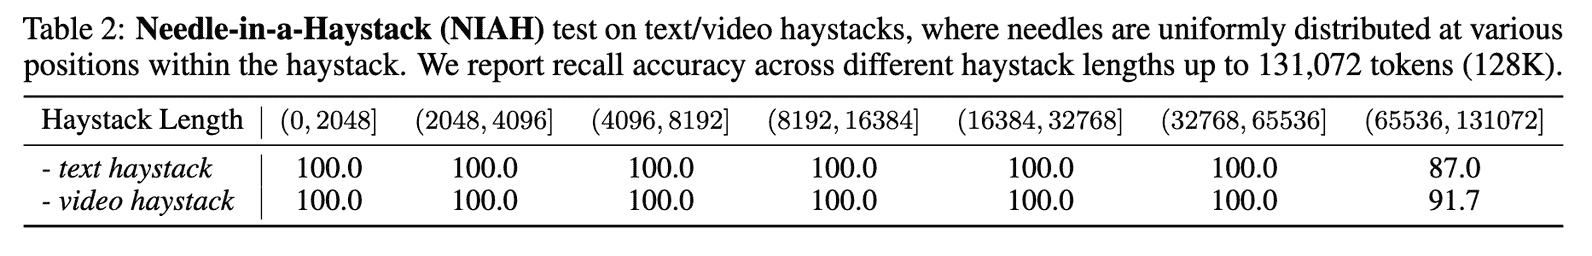 Table 2: Needle-in-a-Haystack (NIAH) test on text/video haystacks, where needles are uniformly distributed at various
positions within the haystack. We report recall accuracy across different haystack lengths up to 131,072 tokens (128K).
Haystack Length (0, 2048] (2048, 4096] (4096, 8192] (8192, 16384] (16384, 32768] (32768, 65536] (65536, 131072]
- text haystack 100.0 100.0 100.0 100.0 100.0 100.0 87.0
- video haystack 100.0 100.0 100.0 100.0 100.0 100.0 91.7